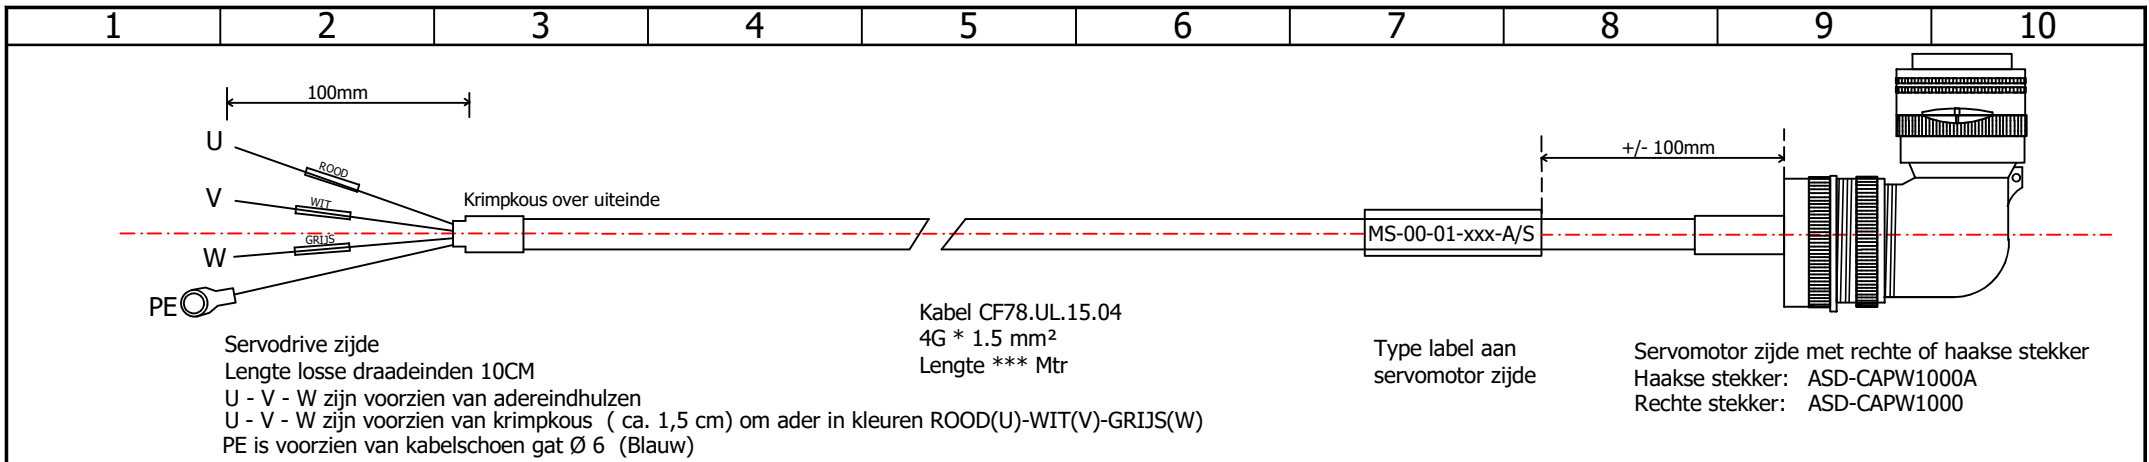 1 2 3 4 5 6 7 8 9 10
100mm
U
ROOD
V
WIT
W
GRIJS
PE
Krimpkous over uiteinde
MS-00-01-xxx-A/S
+/- 100mm
Servodrive zijde
Lengte losse draadeinden 10CM
U - V - W zijn voorzien van adereindhulzen
U - V - W zijn voorzien van krimpkous ( ca. 1,5 cm) om ader in kleuren ROOD(U)-WIT(V)-GRIJS(W)
PE is voorzien van kabelschoen gat Ø 6 (Blauw)
Kabel CF78.UL.15.04
4G * 1.5 mm²
Lengte *** Mtr
Type label aan
servomotor zijde
Servomotor zijde met rechte of haakse stekker
Haakse stekker: ASD-CAPW1000A
Rechte stekker: ASD-CAPW1000